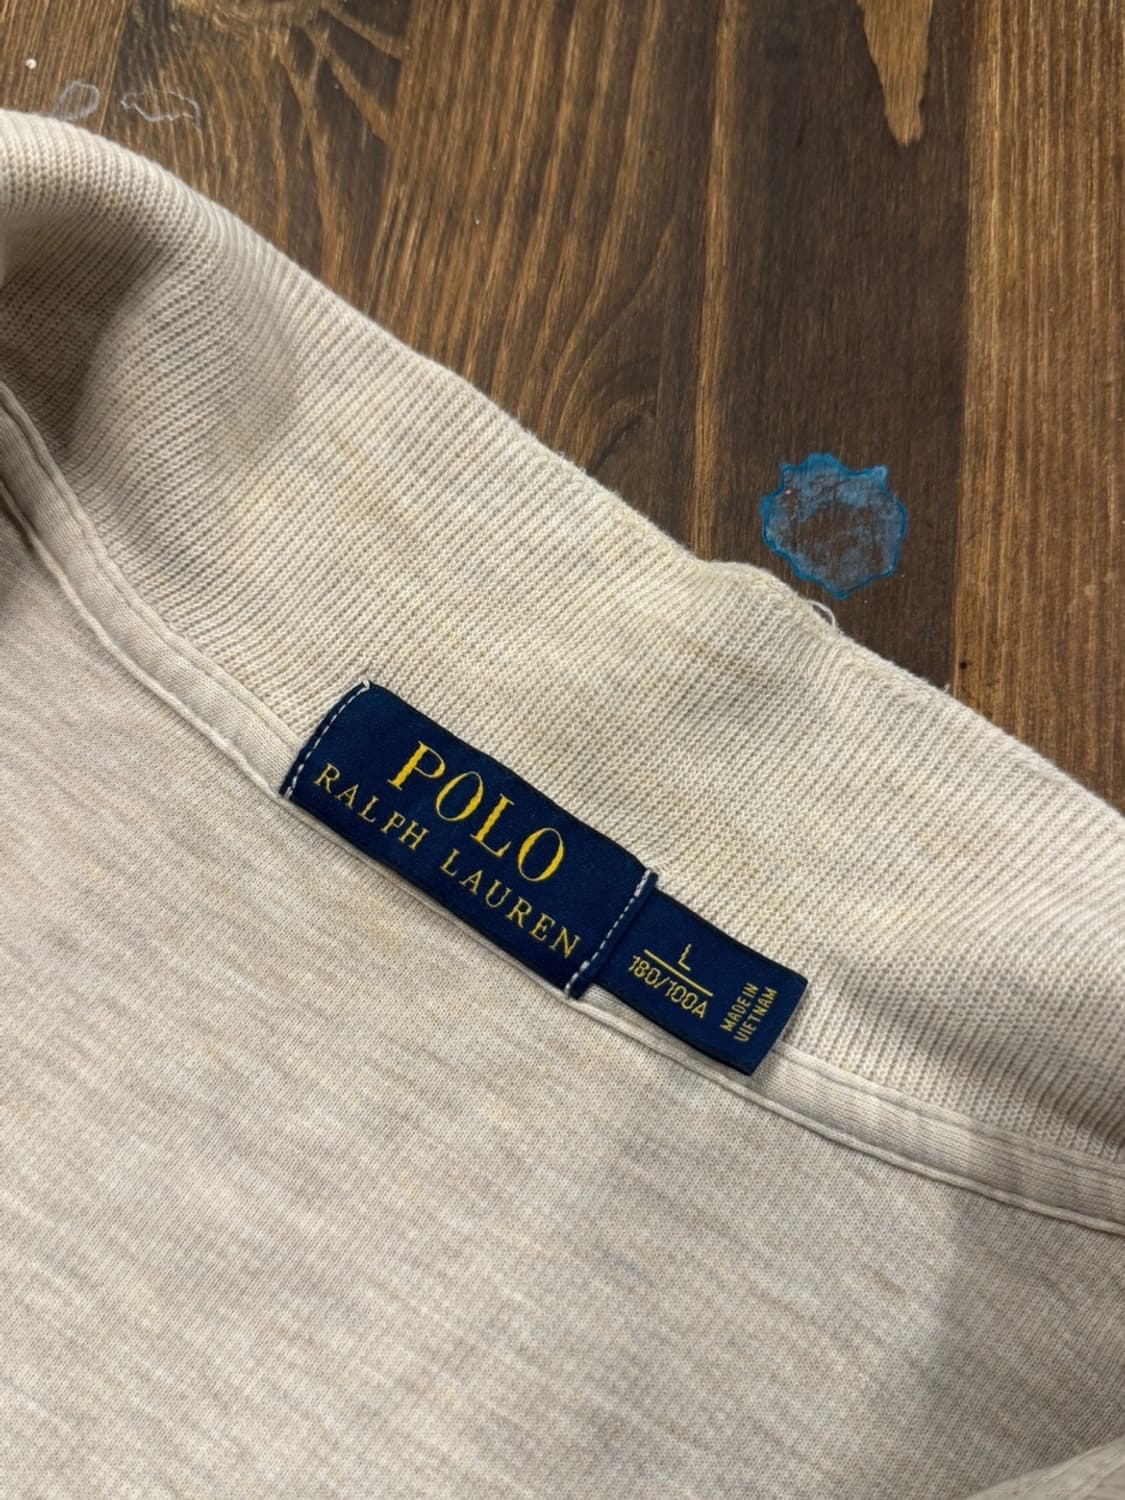 POLO
RALPH LAUREN
L
180/100A
MADE IN
VIETNAM